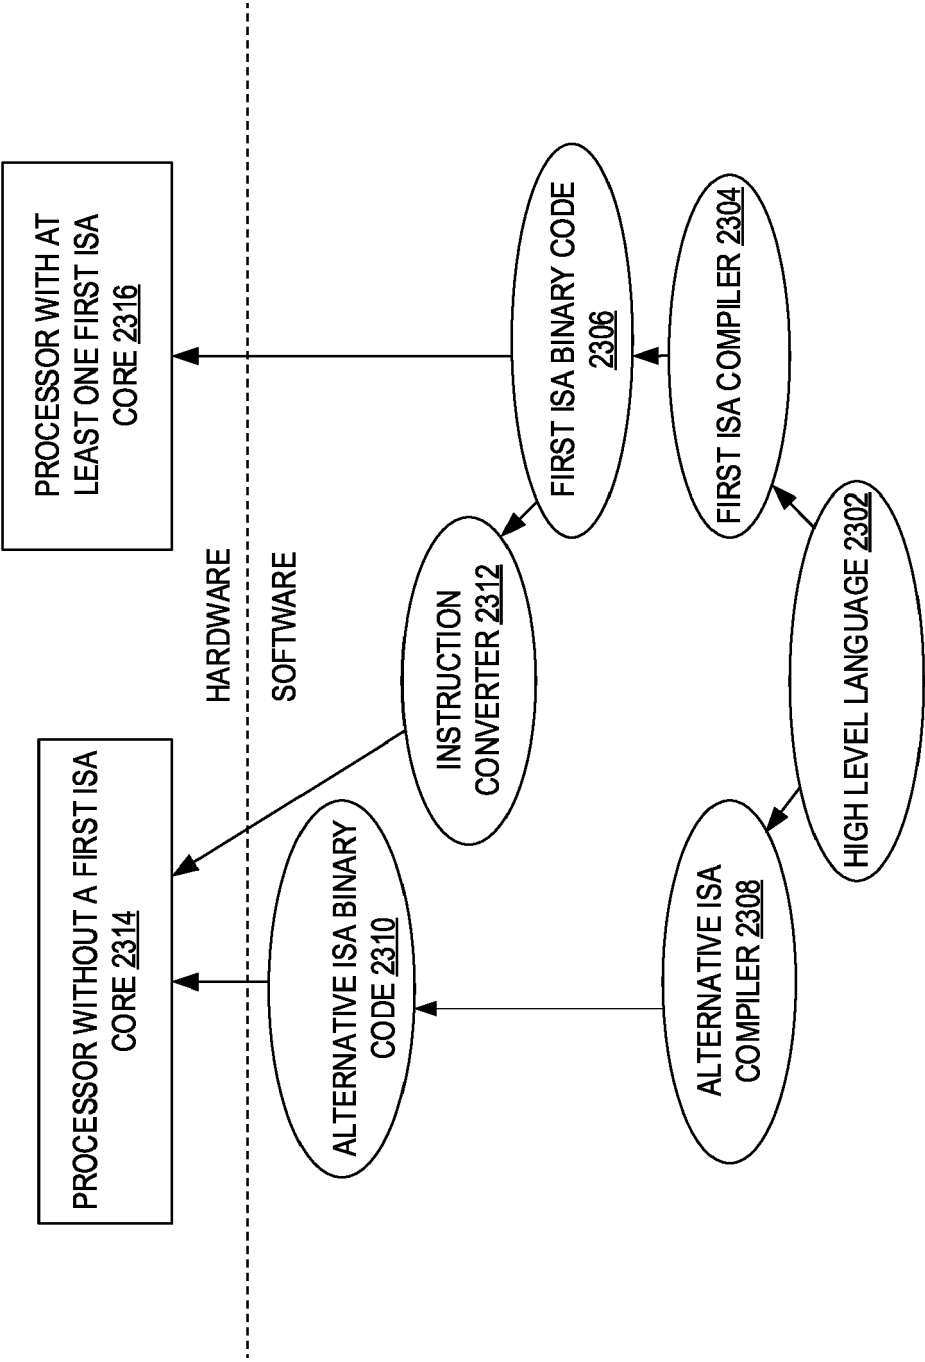 PROCESSOR WITHOUT A FIRST ISA
CORE 2314
PROCESSOR WITH AT
LEAST ONE FIRST ISA
CORE 2316
HARDWARE
SOFTWARE
ALTERNATIVE ISA BINARY
CODE 2310
INSTRUCTION
CONVERTER 2312
FIRST ISA BINARY CODE
2306
ALTERNATIVE ISA
COMPILER 2308
FIRST ISA COMPILER 2304
HIGH LEVEL LANGUAGE 2302